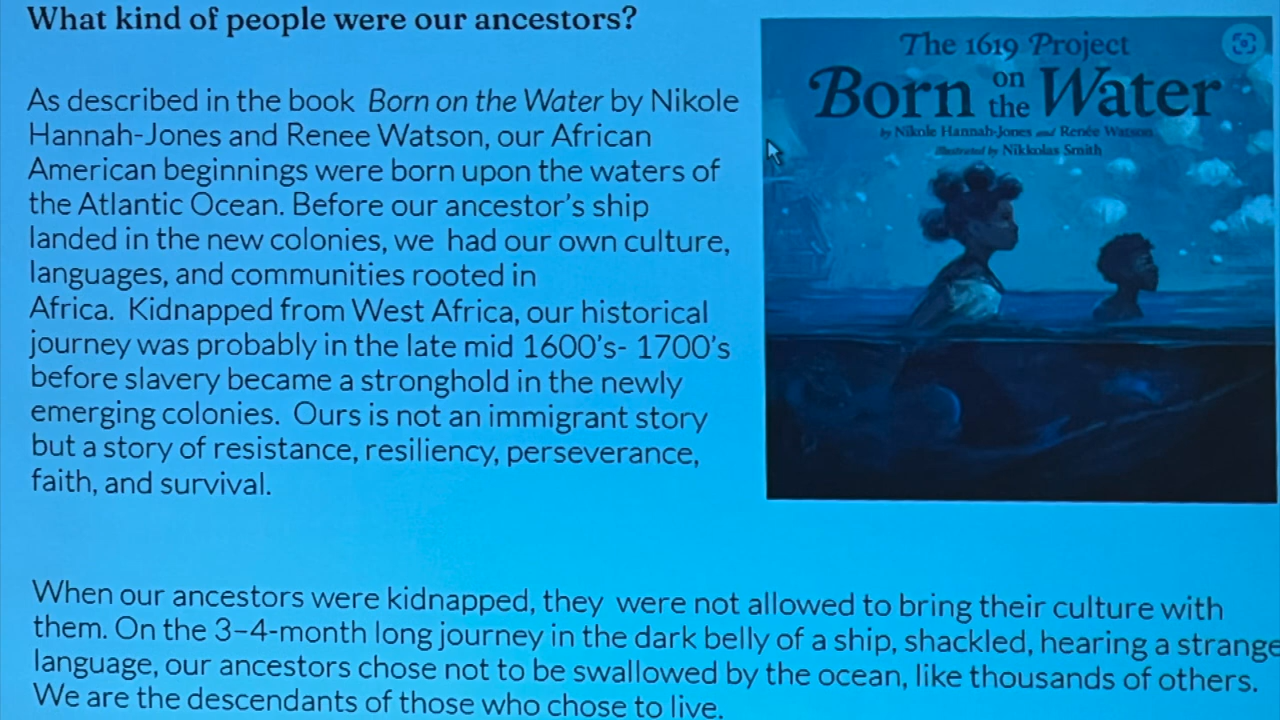 What kind of people were our ancestors?
As described in the book Born on the Water by Nikole
Hannah-Jones and Renee Watson, our African
American beginnings were born upon the waters of
the Atlantic Ocean. Before our ancestor's ship
landed in the new colonies, we had our own culture,
languages, and communities rooted in
Africa. Kidnapped from West Africa, our historical
journey was probably in the late mid 1600's- 1700's
before slavery became a stronghold in the newly
emerging colonies. Ours is not an immigrant story
but a story of resistance, resiliency, perseverance,
faith, and survival.
The 1619 Project
Born on the Water
by Nikole Hannah-Jones and Renée Watson
illustrated by Nikkolas Smith
When our ancestors were kidnapped, they were not allowed to bring their culture with
them. On the 3–4-month long journey in the dark belly of a ship, shackled, hearing a strange
language, our ancestors chose not to be swallowed by the ocean, like thousands of others.
We are the descendants of those who chose to live.